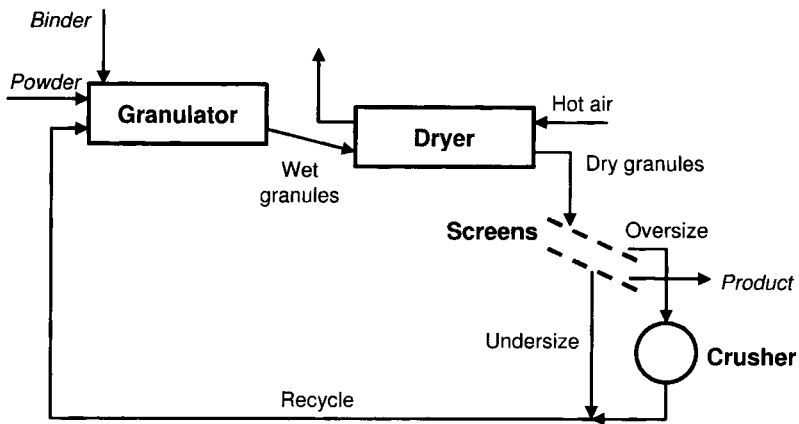 Binder
Powder
Granulator
Hot air
Dryer
Wet
granules
Dry granules
Screens
Oversize
Product
Undersize
Crusher
Recycle